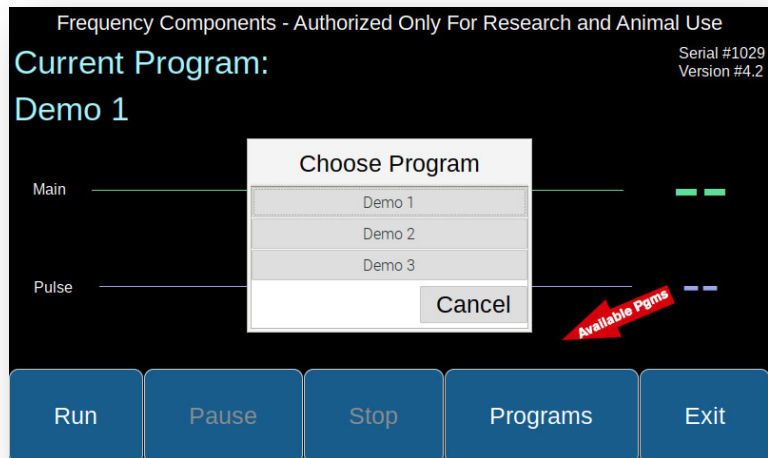 Frequency Components - Authorized Only For Research and Animal Use
Current Program:
Serial #1029
Version #4.2
Demo 1
Choose Program
Main
Demo 1
Demo 2
Demo 3
Pulse
Cancel
Available Pgms
Run
Pause
Stop
Programs
Exit